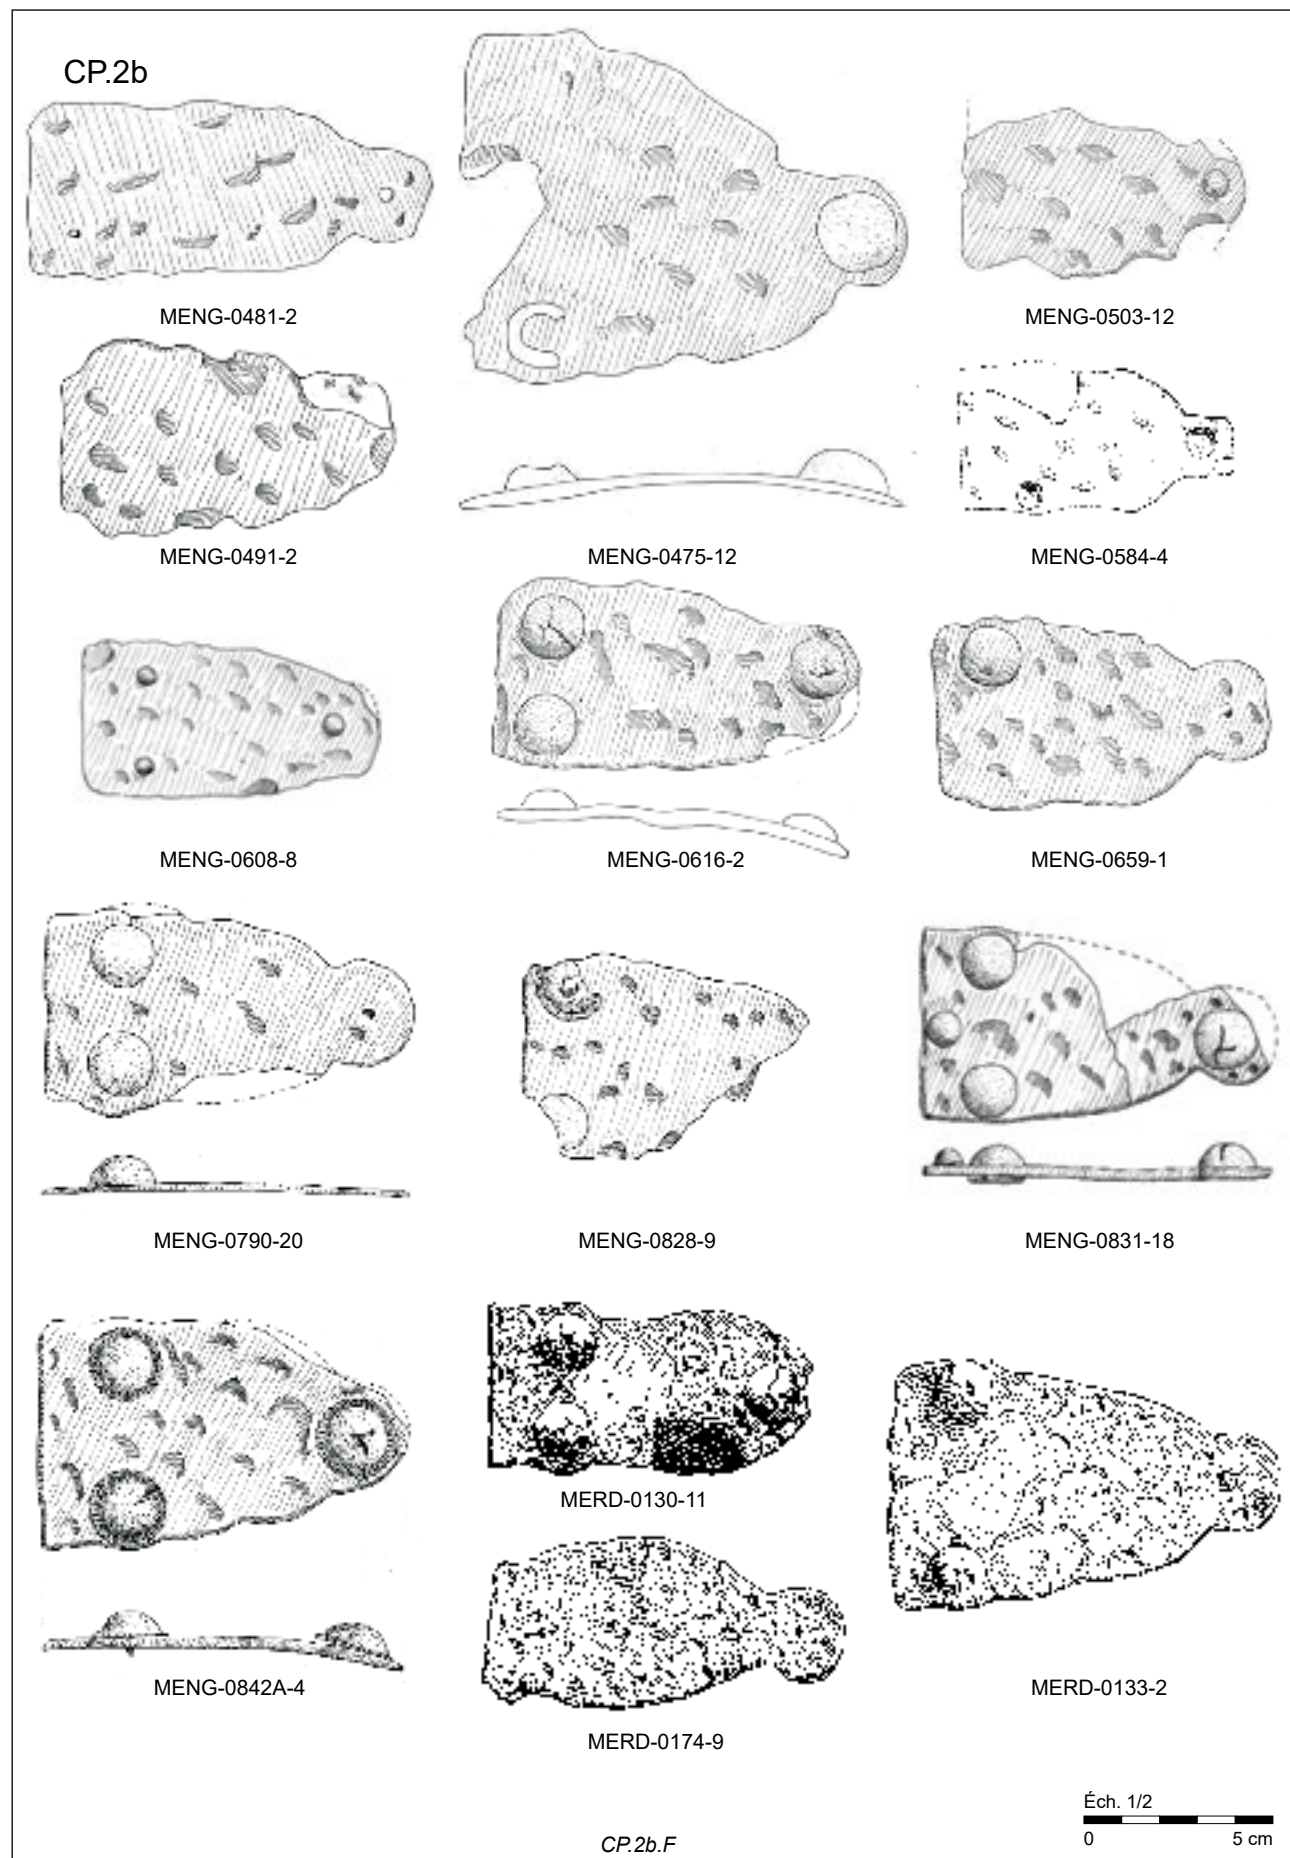 CP.2b
MENG-0481-2
MENG-0503-12
MENG-0491-2
MENG-0475-12
MENG-0584-4
MENG-0608-8
MENG-0616-2
MENG-0659-1
MENG-0790-20
MENG-0828-9
MENG-0831-18
MENG-0842A-4
MERD-0130-11
MERD-0133-2
MERD-0174-9
Éch. 1/2
0 5 cm
CP.2b.F